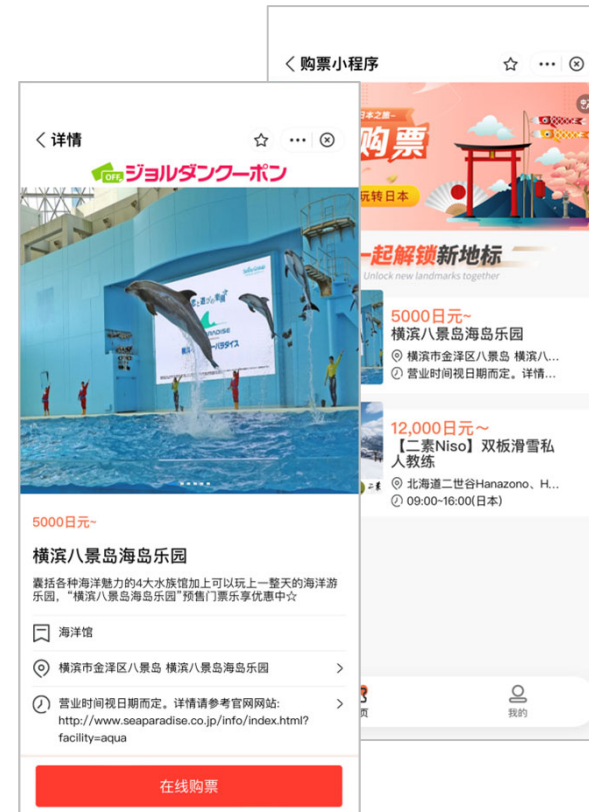 购票小程序
日本之旅~
购票
玩转日本
一起解锁新地标
Unlock new landmarks together
5000日元~
横滨八景岛海岛乐园
横滨市金泽区八景岛 横滨八...
营业时间视日期而定。详情...
12,000日元~
【二素Niso】双板滑雪私
人教练
北海道二世谷Hanazono、H...
09:00~16:00(日本)
我的
详情
OFF
ジョルダンクーポン
5000日元~
横滨八景岛海岛乐园
囊括各种海洋魅力的4大水族馆加上可以玩上一整天的海洋游
乐园，“横滨八景岛海岛乐园”预售门票乐享优惠中☆
海洋馆
横滨市金泽区八景岛 横滨八景岛海岛乐园
营业时间视日期而定。详情请参考官网网站:
http://www.seaparadise.co.jp/info/index.html?
facility=aqua
在线购票